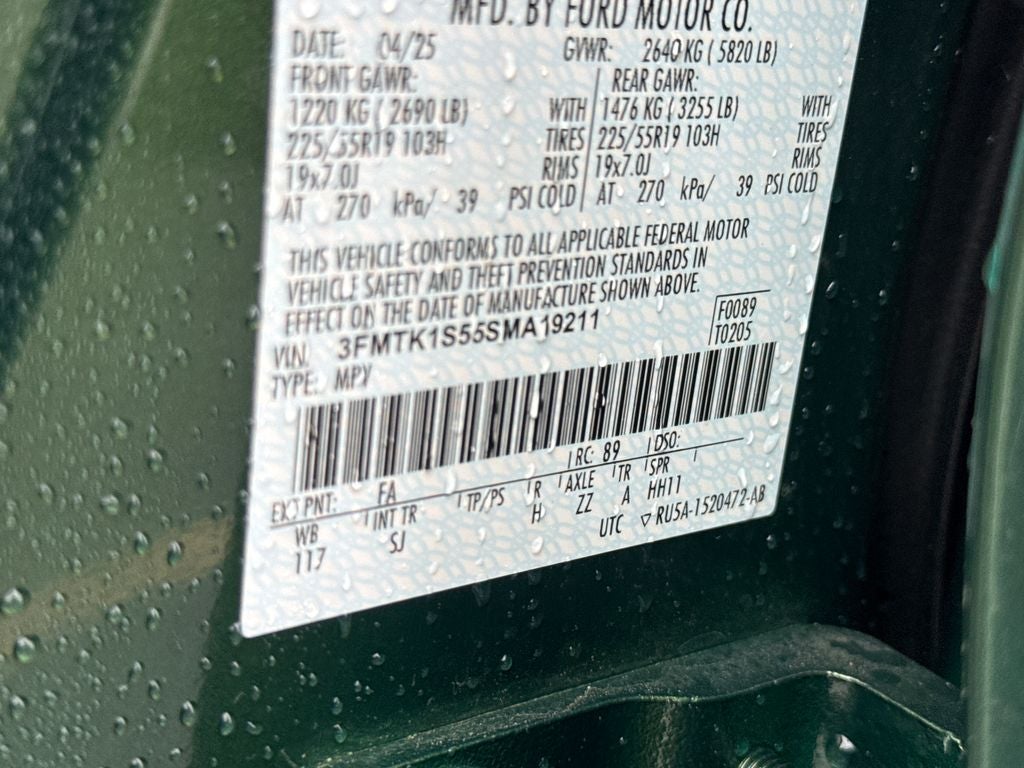 MFD. BY FORD MOTOR CO.
DATE: 04/25 GVWR: 2640 KG ( 5820 LB)
FRONT GAWR: REAR GAWR:
1220 KG ( 2690 LB) WITH 1476 KG ( 3255 LB) WITH
225/55R19 103H TIRES 225/55R19 103H TIRES
19x7.0J RIMS 19x7.0J RIMS
AT 270 kPa/ 39 PSI COLD AT 270 kPa/ 39 PSI COLD
THIS VEHICLE CONFORMS TO ALL APPLICABLE FEDERAL MOTOR
VEHICLE SAFETY AND THEFT PREVENTION STANDARDS IN
EFFECT ON THE DATE OF MANUFACTURE SHOWN ABOVE.
VIN: 3FMTK1S55SMA19211 F0089
TYPE: MPV T0205
EXT PNT: FA RC: 89 DSO:
WB INT TR TP/PS R AXLE TR SPR
117 SJ H ZZ A HH11
UTC ▽ RU5A-1520472-AB